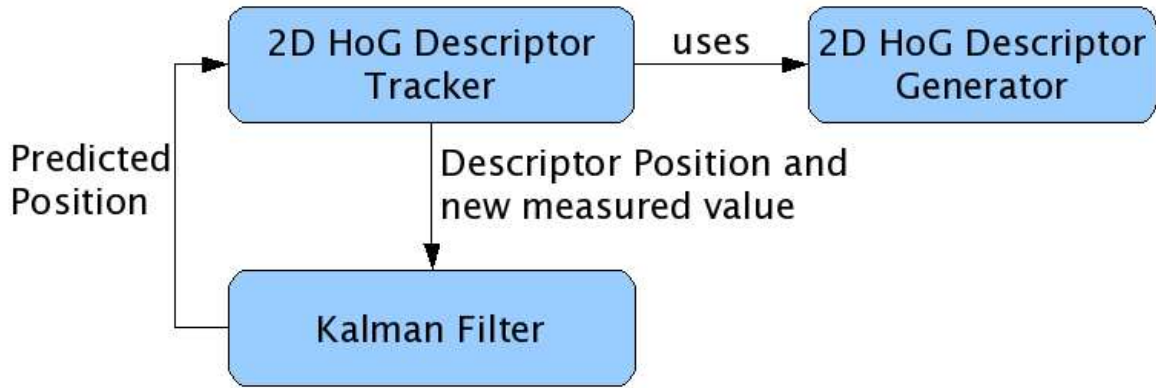 2D HoG Descriptor
Tracker
uses
2D HoG Descriptor
Generator
Predicted
Position
Descriptor Position and
new measured value
Kalman Filter